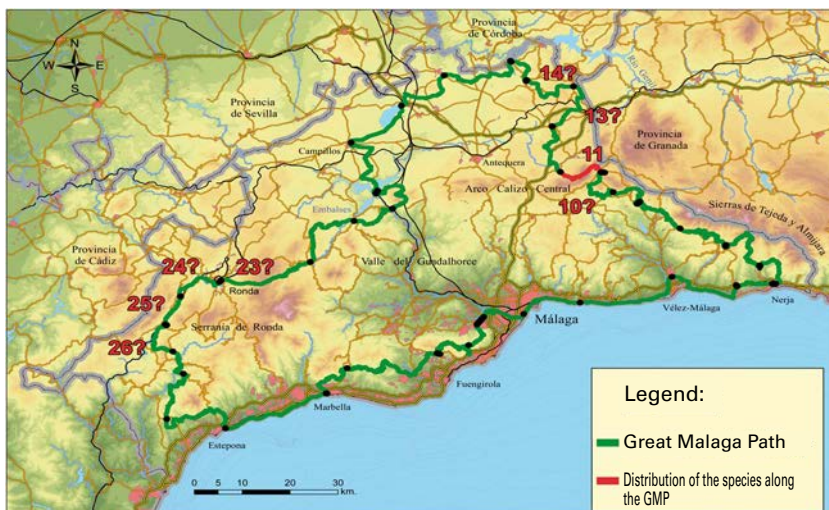 Provincia de
Córdoba
N
W E
S
14?
Río Genil
Provincia
de Sevilla
13?
Campillos
11
Provincia
de Granada
Antequera
Arco Calizo Central
10?
Sierras de Tejeda y Almijara
Embalses
Provincia de
Cádiz
24?
23?
Valle del Guadalhorce
Ronda
25?
Serranía de Ronda
Málaga
Vélez-Málaga
Nerja
26?
Fuengirola
Marbella
Estepona
0 5 10 20 30
km.
Legend:
Great Malaga Path
Distribution of the species along
the GMP